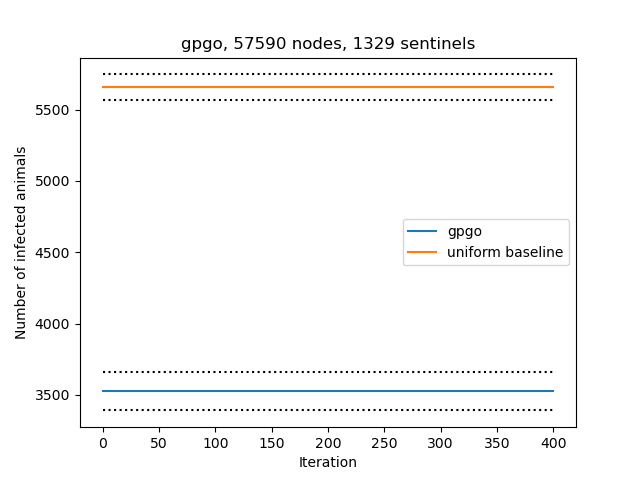 gpgo, 57590 nodes, 1329 sentinels
Number of infected animals
5500
5000
4500
4000
3500
gpgo
uniform baseline
0 50 100 150 200 250 300 350 400
Iteration